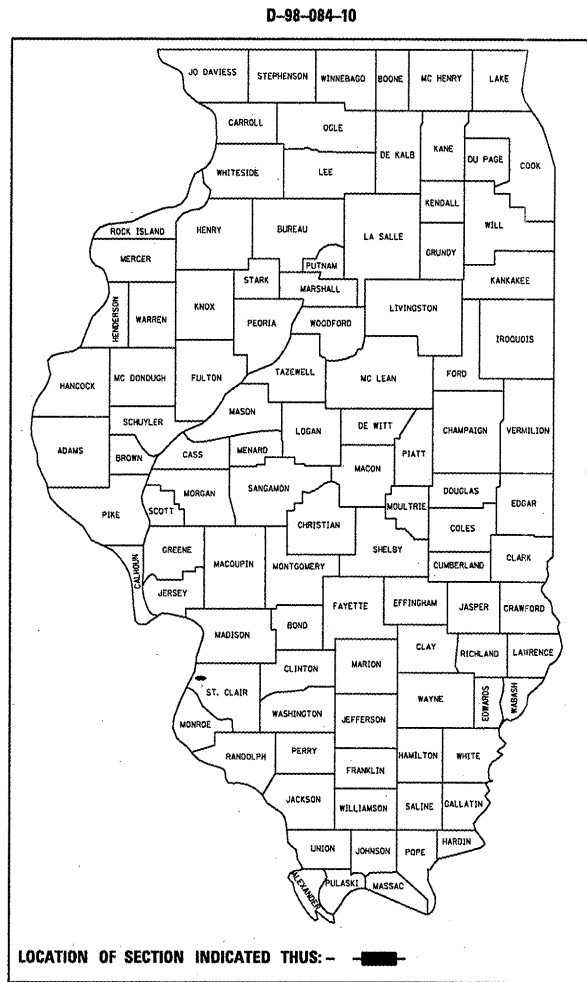 D-98-084-10
JO DAVIESS STEPHENSON WINNEBAGO BOONE MC HENRY LAKE
CARROLL OGLE DE KALB KANE DU PAGE COOK
WHITESIDE LEE
KENDALL WILL
ROCK ISLAND HENRY BUREAU LA SALLE GRUNDY
MERCER PUTNAM
STARK MARSHALL KANKAKEE
HENDERSON WARREN KNOX PEORIA WOODFORD LIVINGSTON
IROQUOIS
HANCOCK MC DONOUGH FULTON TAZEWELL MC LEAN FORD
MASON
SCHUYLER LOGAN DE WITT CHAMPAIGN VERMILION
ADAMS BROWN CASS MENARD PIATT
MACON
PIKE SCOTT MORGAN SANGAMON MOULTRIE DOUGLAS EDGAR
CHRISTIAN COLES
GREENE MACOUPIN MONTGOMERY SHELBY CUMBERLAND CLARK
CALHOUN JERSEY
FAYETTE EFFINGHAM JASPER CRAWFORD
MADISON BOND
CLAY RICHLAND LAWRENCE
CLINTON MARION
ST. CLAIR WAYNE EDWARDS WABASH
WASHINGTON JEFFERSON
MONROE
RANDOLPH PERRY HAMILTON WHITE
FRANKLIN
JACKSON WILLIAMSON SALINE GALLATIN
UNION JOHNSON POPE HARDIN
ALEXANDER PULASKI MASSAC
LOCATION OF SECTION INDICATED THUS: -